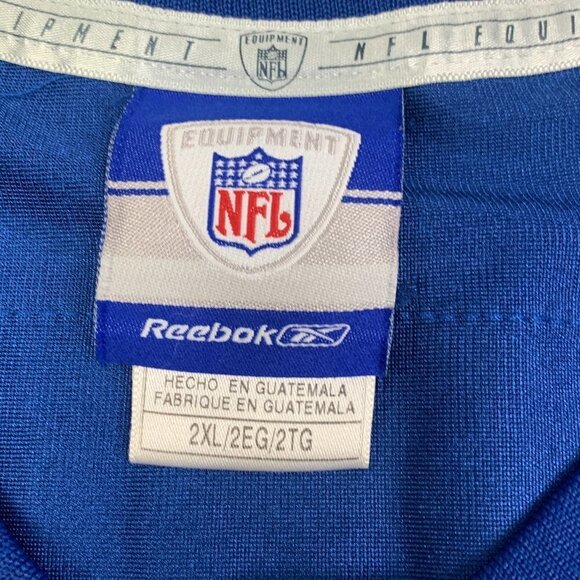 IPMENT EQUIPMENT NFL NFL EQUI
EQUIPMENT
NFL
Reebok
HECHO EN GUATEMALA
FABRIQUE EN GUATEMALA
2XL/2EG/2TG